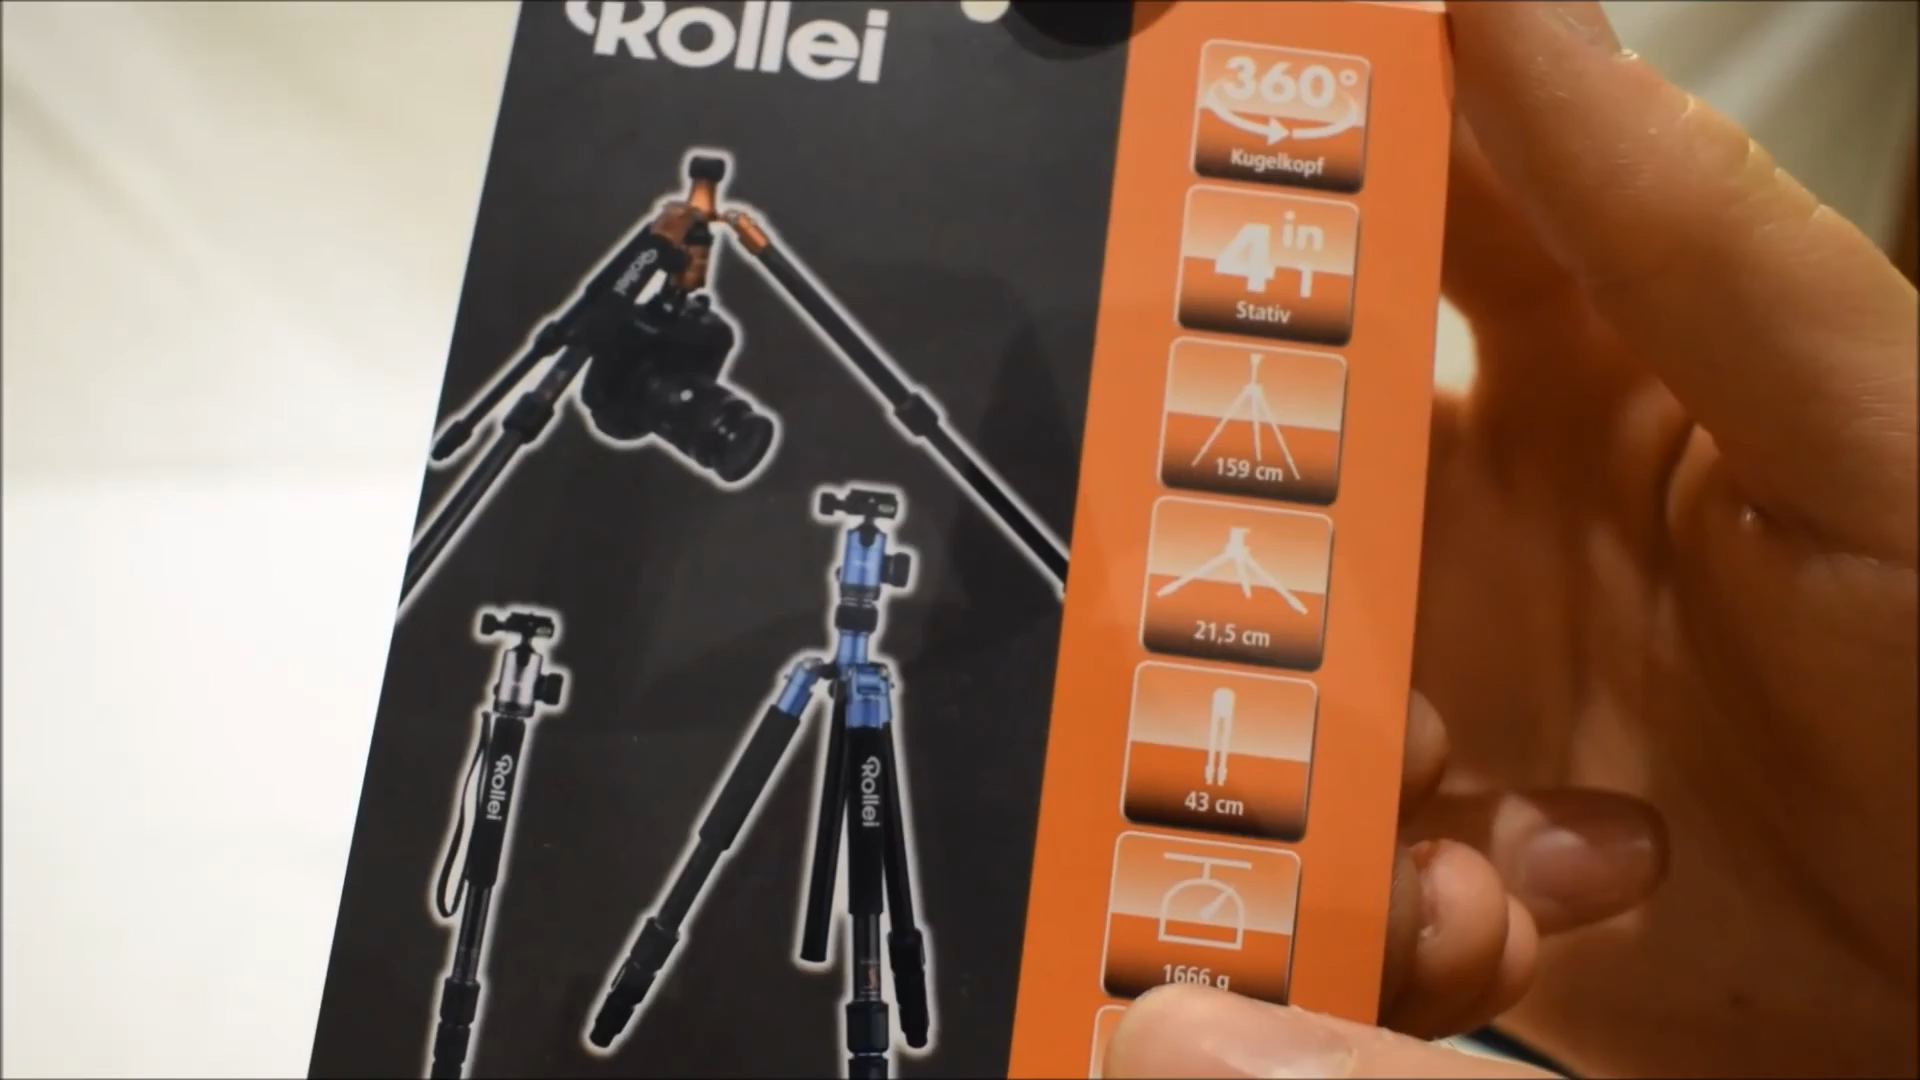 Rollei
360°
Kugelkopf
4 in 1
Stativ
159 cm
21,5 cm
43 cm
1666 g
Rollei
Rollei
Rollei